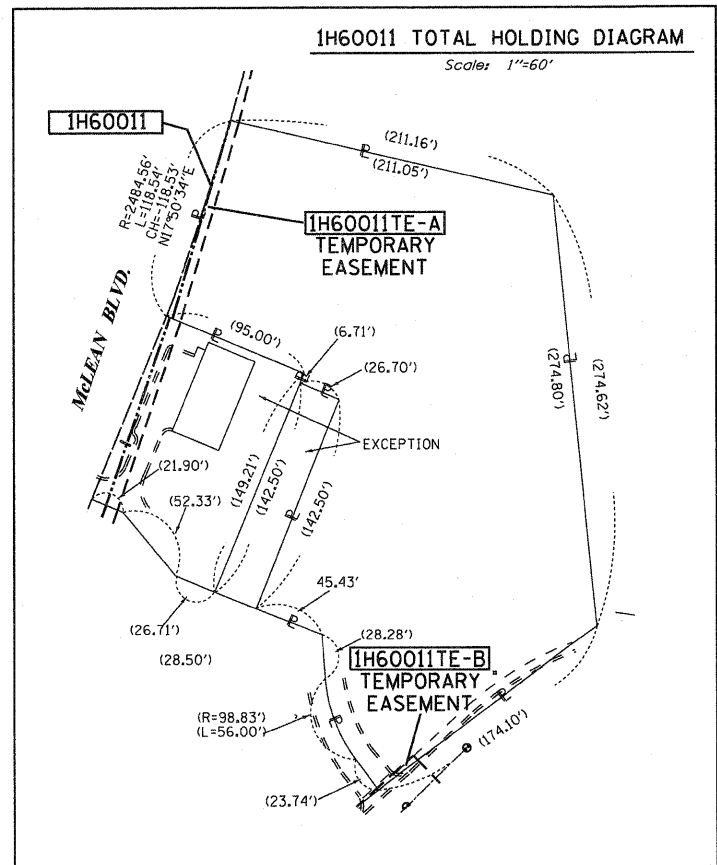 1H60011 TOTAL HOLDING DIAGRAM
Scale: 1"=60'
1H60011
(211.16')
(211.05')
R=2484.56'
L=118.54'
CH=118.53'
N17°50'34"E
1H60011TE-A
TEMPORARY
EASEMENT
McLEAN BLVD.
(95.00')
(6.71')
(26.70')
(274.80')
(274.62')
EXCEPTION
(21.90')
(52.33')
(149.21')
(142.50')
(142.50')
45.43'
(26.71')
(28.50')
(28.28')
1H60011TE-B
TEMPORARY
EASEMENT
(R=98.83')
(L=56.00')
(174.10')
(23.74')